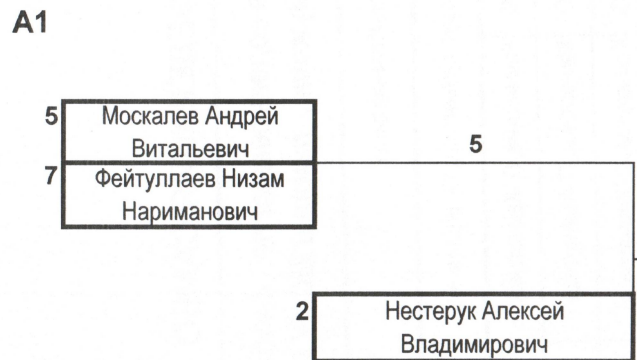 A1
5 Москалев Андрей
Витальевич
5
7 Фейтуллаев Низам
Нариманович
2 Нестерук Алексей
Владимирович